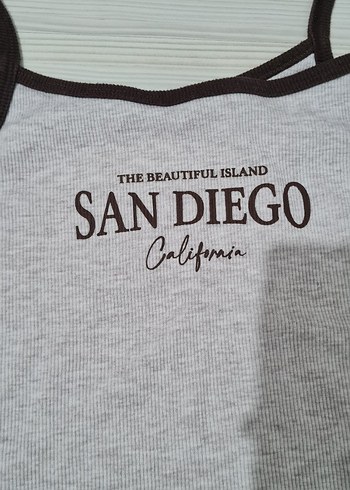 THE BEAUTIFUL ISLAND
SAN DIEGO
California